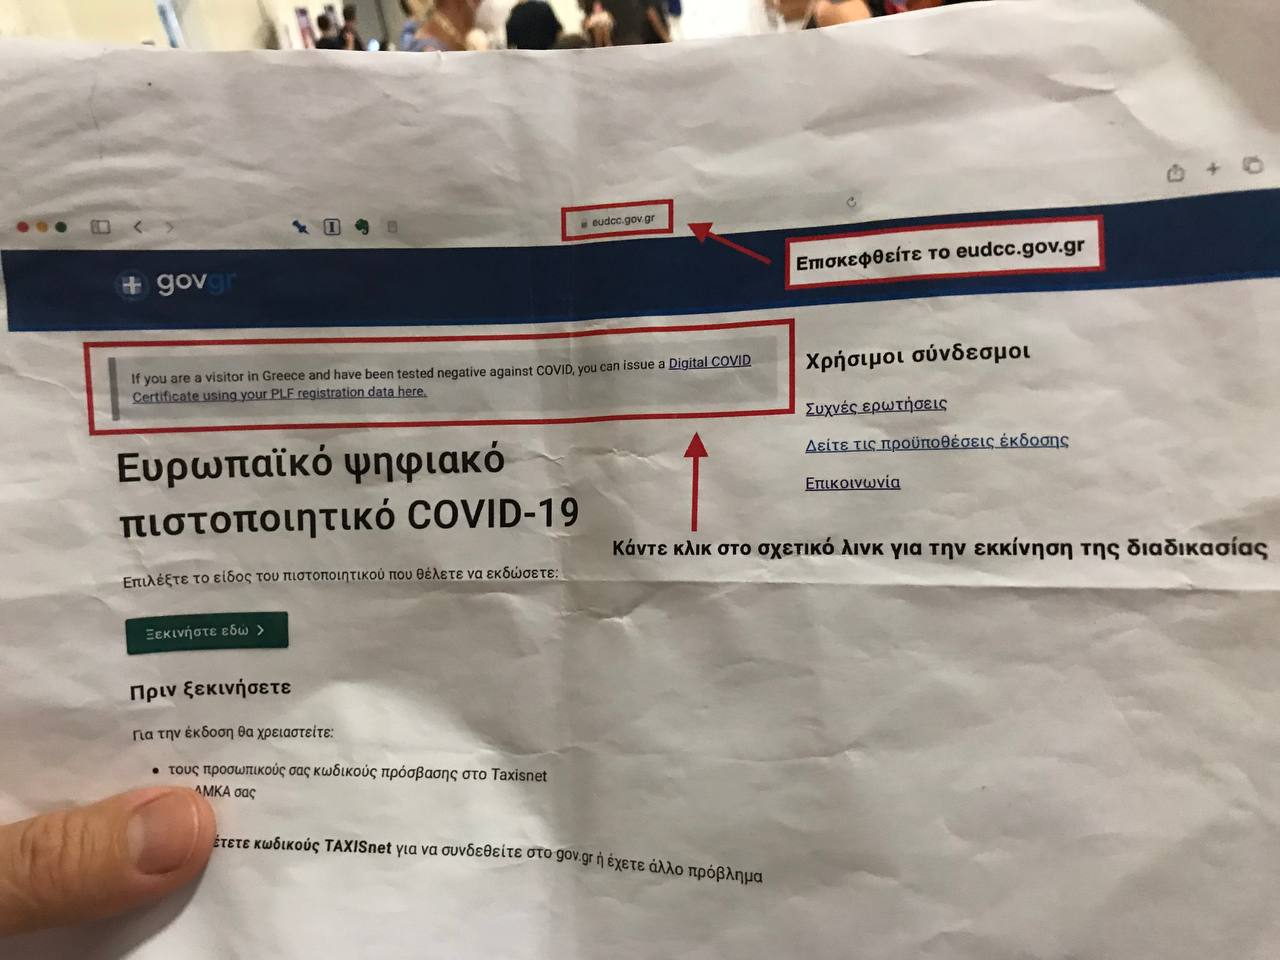 eudcc.gov.gr
Επισκεφθείτε το eudcc.gov.gr
govgr
If you are a visitor in Greece and have been tested negative against COVID, you can issue a Digital COVID
Certificate using your PLF registration data here.
Χρήσιμοι σύνδεσμοι
Συχνές ερωτήσεις
Δείτε τις προϋποθέσεις έκδοσης
Επικοινωνία
Κάντε κλικ στο σχετικό λινκ για την εκκίνηση της διαδικασίας
Ευρωπαϊκό ψηφιακό
πιστοποιητικό COVID-19
Επιλέξτε το είδος του πιστοποιητικού που θέλετε να εκδώσετε:
Ξεκινήστε εδώ
Πριν ξεκινήσετε
Για την έκδοση θα χρειαστείτε:
τους προσωπικούς σας κωδικούς πρόσβασης στο Taxisnet
ΑΜΚΑ σας
κωδικούς TAXISnet για να συνδεθείτε στο gov.gr ή έχετε άλλο πρόβλημα